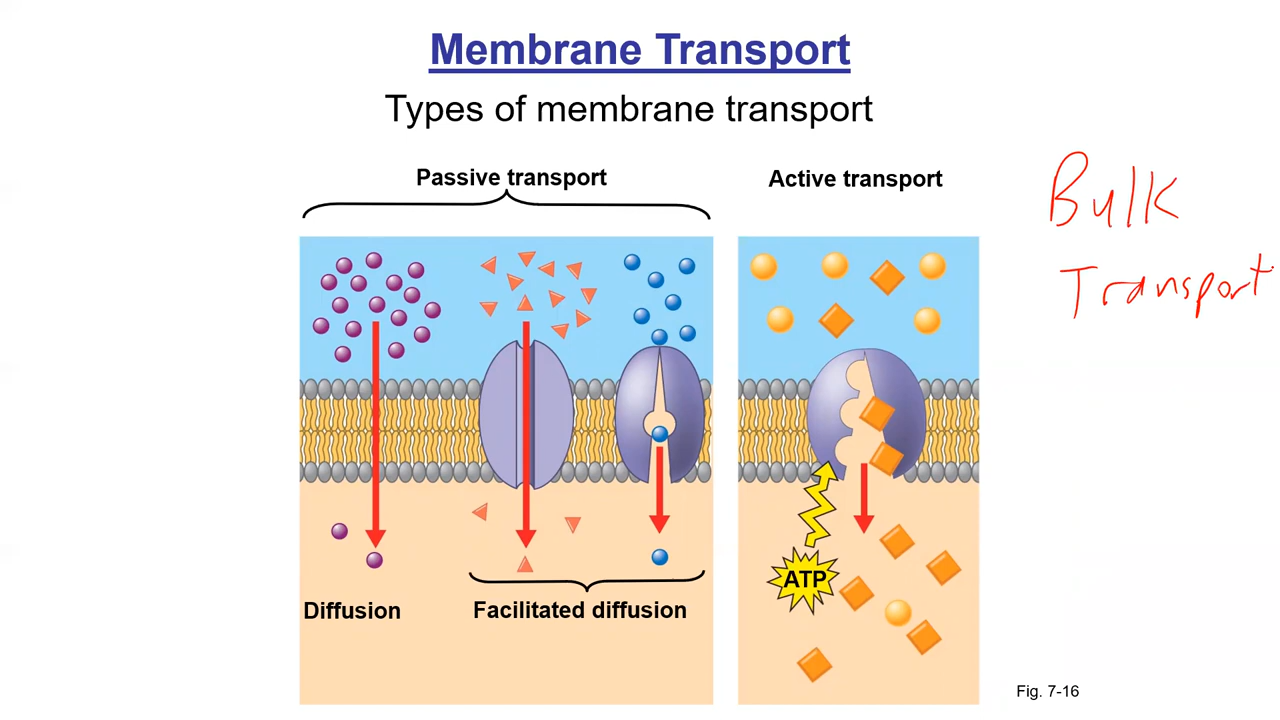 Membrane Transport
Types of membrane transport
Passive transport
Active transport
Bulk
Transport
ATP
Diffusion
Facilitated diffusion
Fig. 7-16